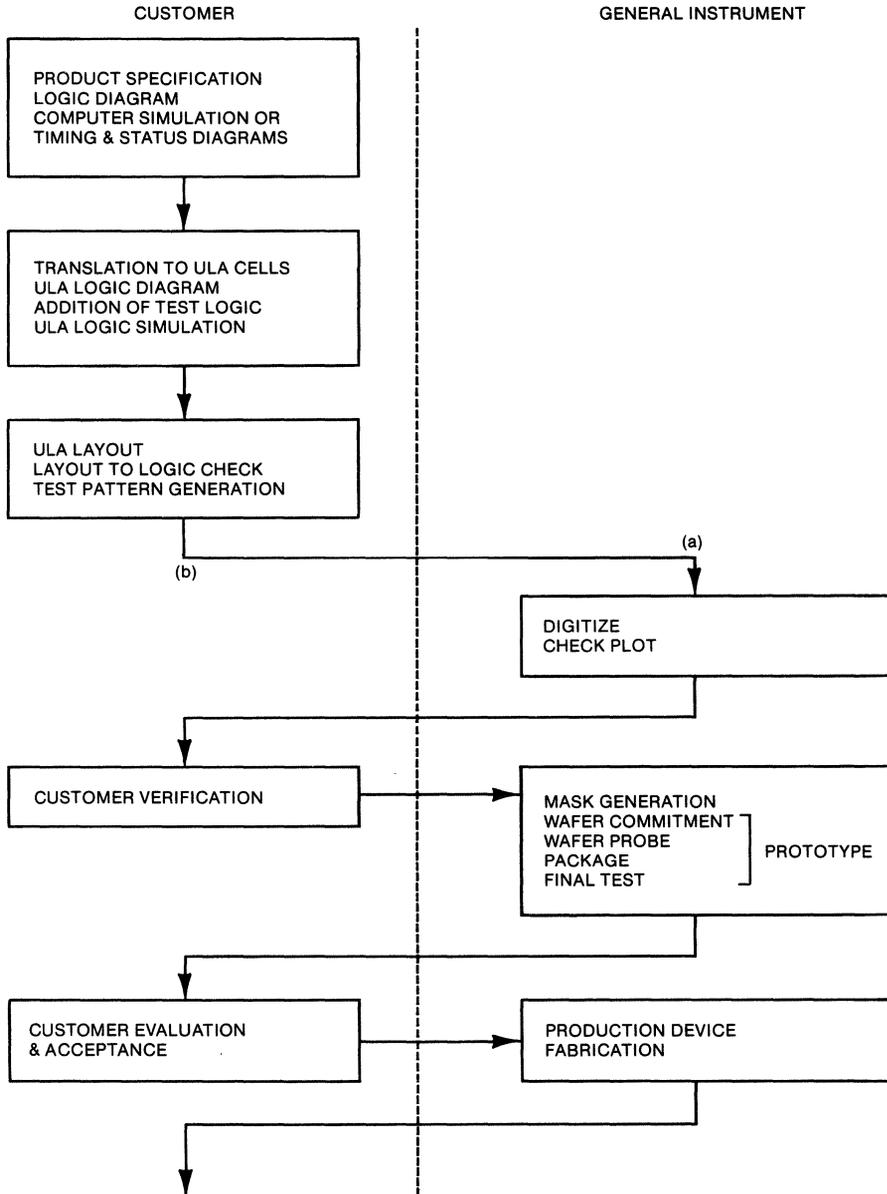 CUSTOMER
GENERAL INSTRUMENT
PRODUCT SPECIFICATION
LOGIC DIAGRAM
COMPUTER SIMULATION OR
TIMING & STATUS DIAGRAMS
TRANSLATION TO ULA CELLS
ULA LOGIC DIAGRAM
ADDITION OF TEST LOGIC
ULA LOGIC SIMULATION
ULA LAYOUT
LAYOUT TO LOGIC CHECK
TEST PATTERN GENERATION
(a)
(b)
DIGITIZE
CHECK PLOT
CUSTOMER VERIFICATION
MASK GENERATION
WAFER COMMITMENT
WAFER PROBE
PACKAGE
FINAL TEST
PROTOTYPE
CUSTOMER EVALUATION
& ACCEPTANCE
PRODUCTION DEVICE
FABRICATION